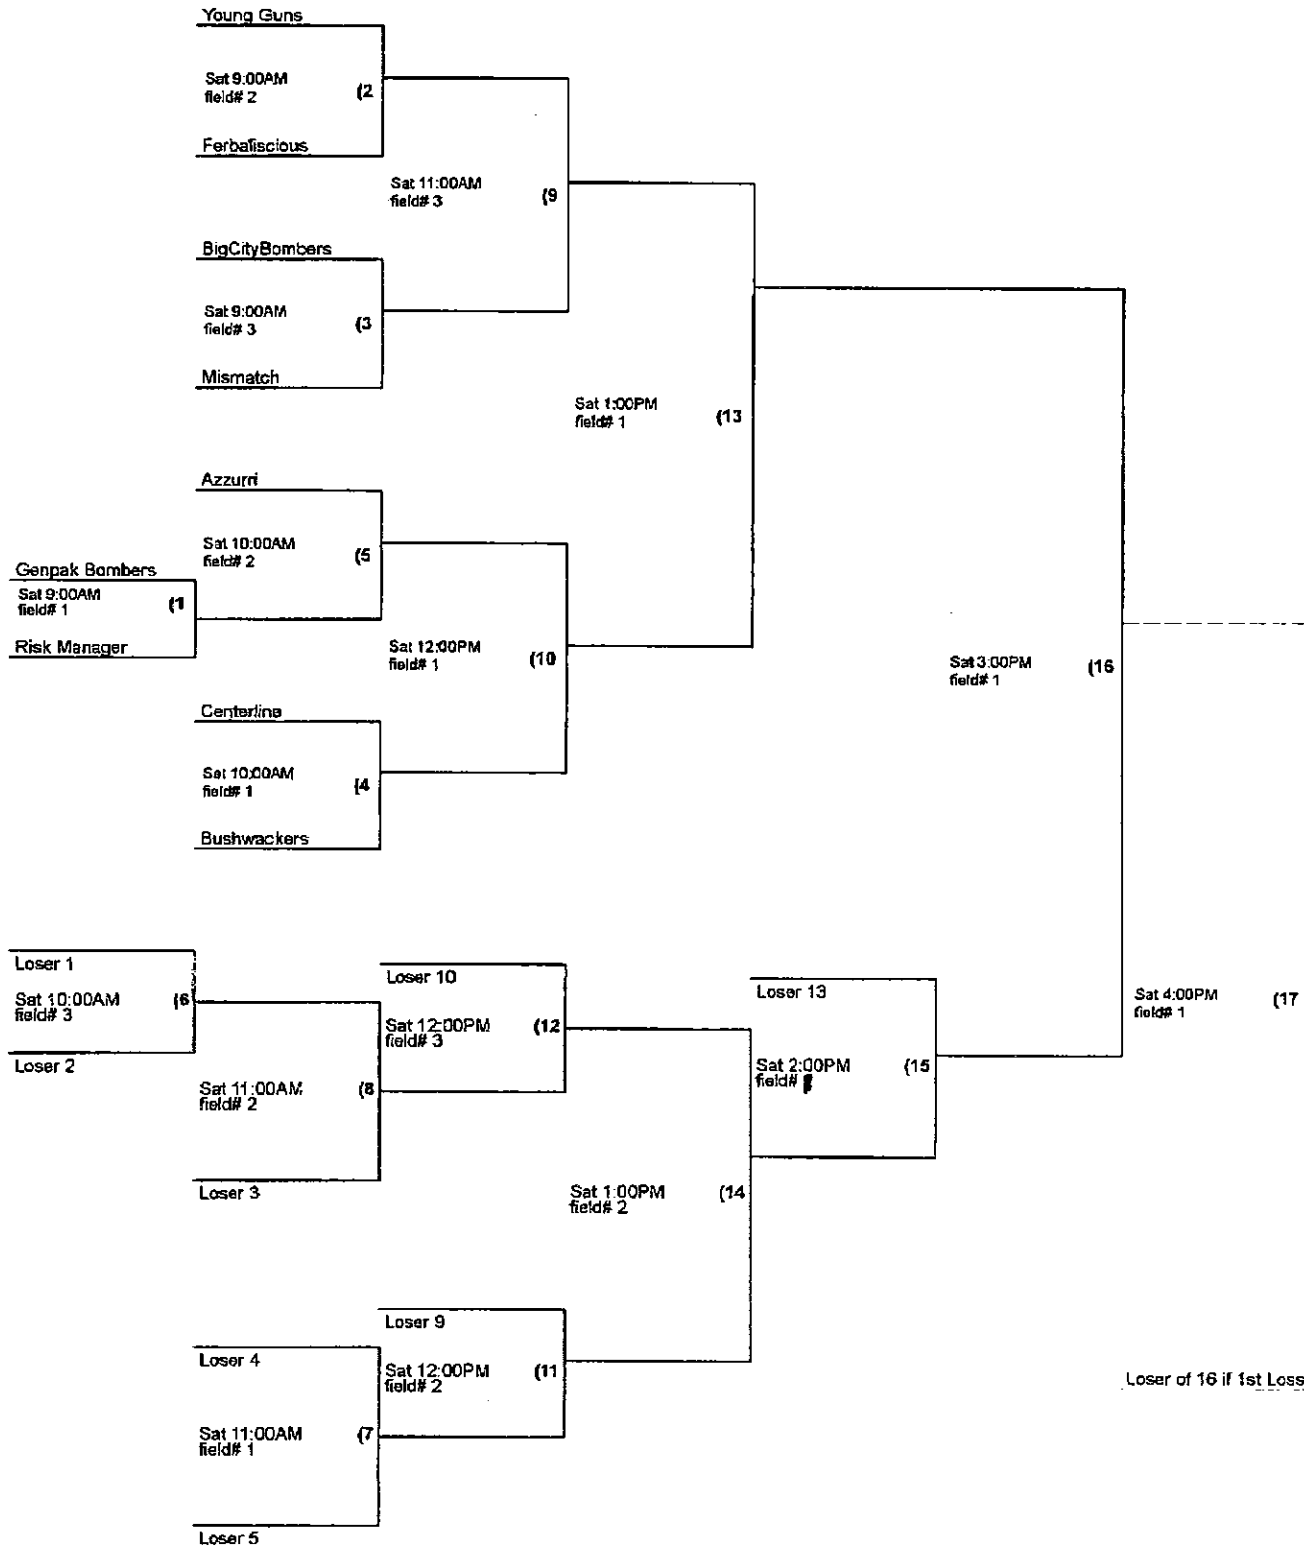 Young Guns
Sat 9:00AM
field# 2
(2
Ferbaliscious
Sat 11:00AM
field# 3
(9
BigCityBombers
Sat 9:00AM
field# 3
(3
Mismatch
Sat 1:00PM
field# 1
(13
Azzurri
Sat 10:00AM
field# 2
(5
Genpak Bombers
Sat 9:00AM
field# 1
(1
Risk Manager
Sat 12:00PM
field# 1
(10
Sat 3:00PM
field# 1
(16
Centerline
Sat 10:00AM
field# 1
(4
Bushwackers
Loser 1
Sat 10:00AM
field# 3
(6
Loser 2
Loser 10
Sat 12:00PM
field# 3
(12
Loser 13
Sat 4:00PM
field# 1
(17
Sat 2:00PM
field#
(15
Sat 11:00AM
field# 2
(8
Loser 3
Sat 1:00PM
field# 2
(14
Loser 9
Loser 4
Sat 12:00PM
field# 2
(11
Loser of 16 if 1st Loss
Sat 11:00AM
field# 1
(7
Loser 5